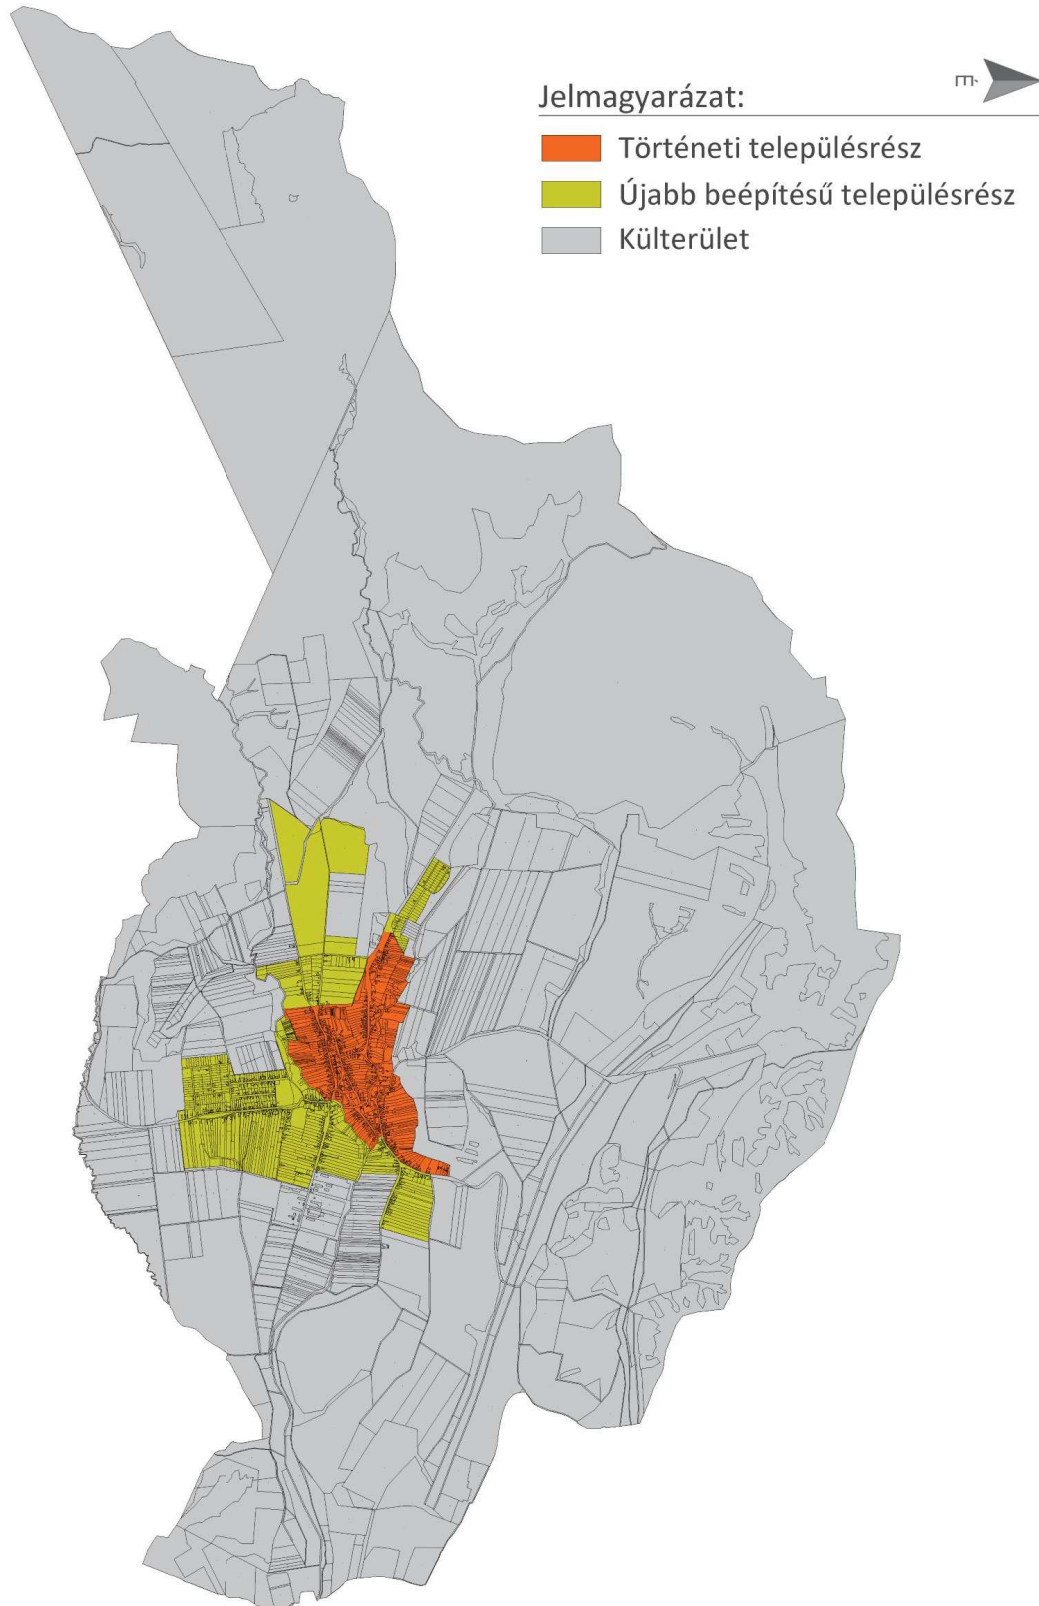 Jelmagyarázat:
É
Történeti településrész
Újabb beépítésű településrész
Külterület